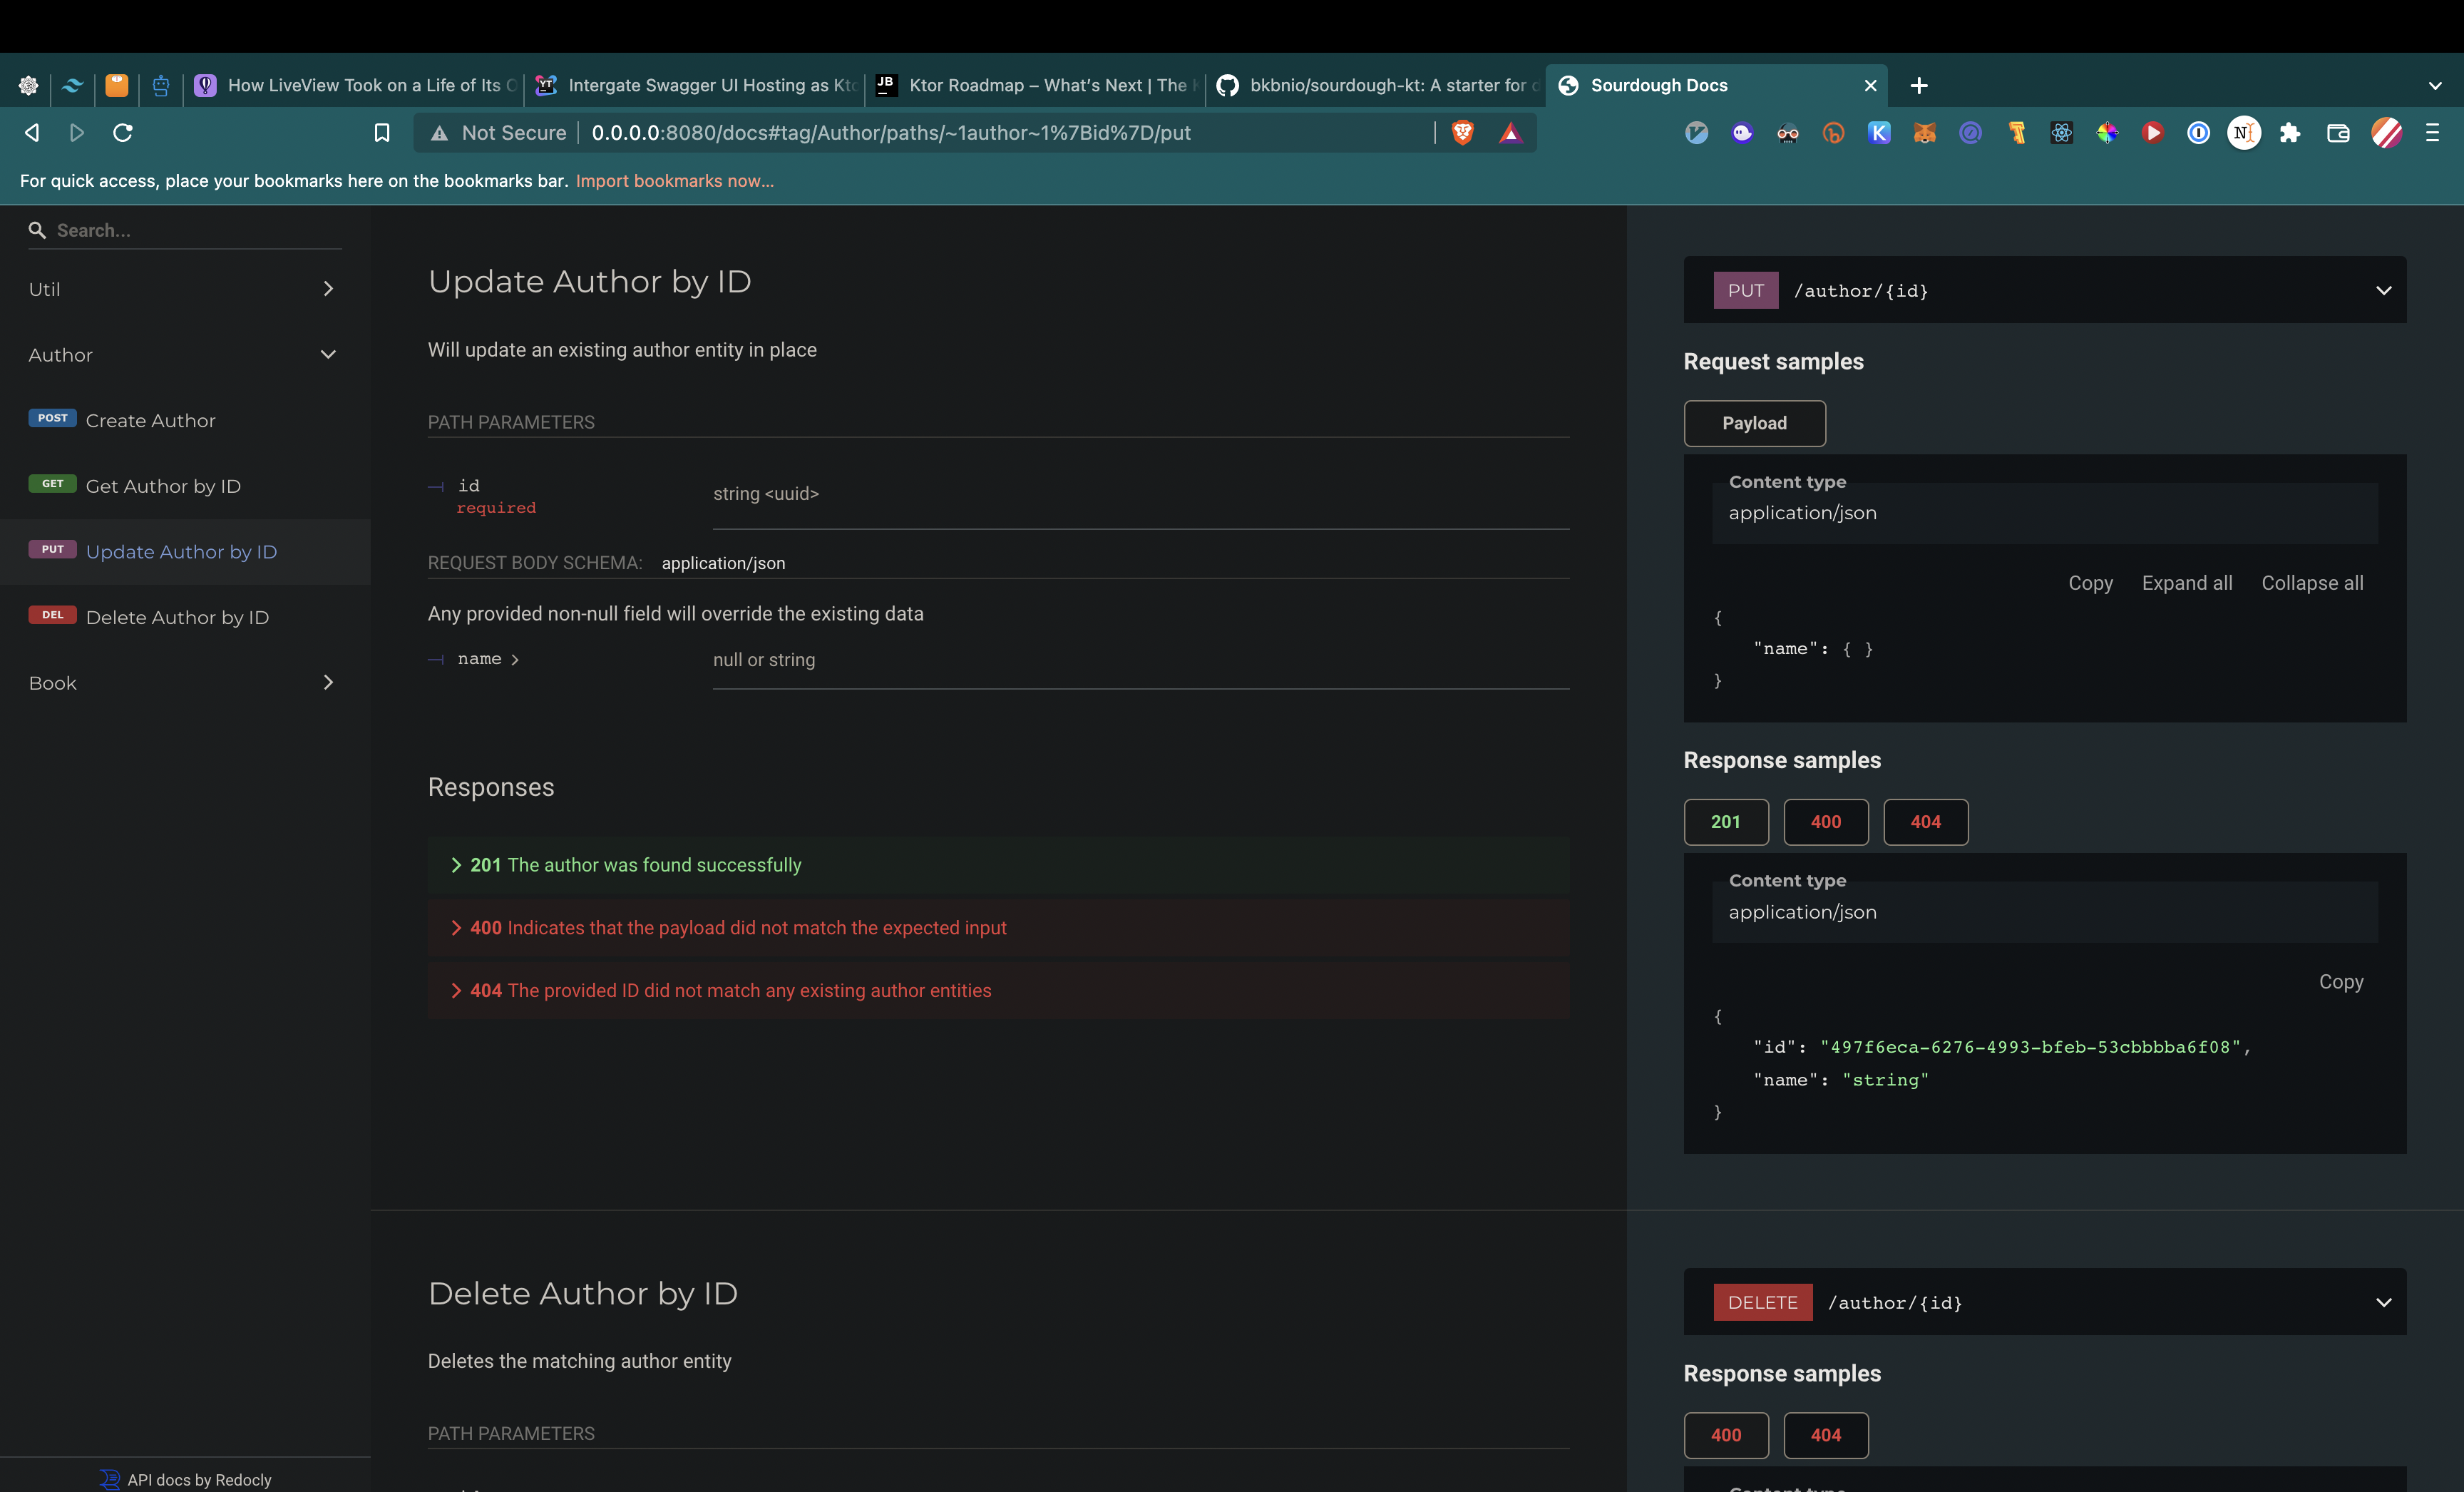 How LiveView Took on a Life of Its O
Intergate Swagger UI Hosting as Kto
Ktor Roadmap – What's Next | The K
bkbnio/sourdough-kt: A starter for d
Sourdough Docs
Not Secure
0.0.0.0:8080/docs#tag/Author/paths/~1author~1%7Bid%7D/put
For quick access, place your bookmarks here on the bookmarks bar. Import bookmarks now...
Search...
Util
Author
POST Create Author
GET Get Author by ID
PUT Update Author by ID
DEL Delete Author by ID
Book
API docs by Redocly
Update Author by ID
Will update an existing author entity in place
PATH PARAMETERS
id
required
string <uuid>
REQUEST BODY SCHEMA: application/json
Any provided non-null field will override the existing data
name
null or string
Responses
201 The author was found successfully
400 Indicates that the payload did not match the expected input
404 The provided ID did not match any existing author entities
PUT /author/{id}
Request samples
Payload
Content type
application/json
Copy Expand all Collapse all
{
"name": { }
}
Response samples
201 400 404
Content type
application/json
Copy
{
"id": "497f6eca-6276-4993-bfeb-53cbbbba6f08",
"name": "string"
}
Delete Author by ID
Deletes the matching author entity
PATH PARAMETERS
DELETE /author/{id}
Response samples
400 404
Content type